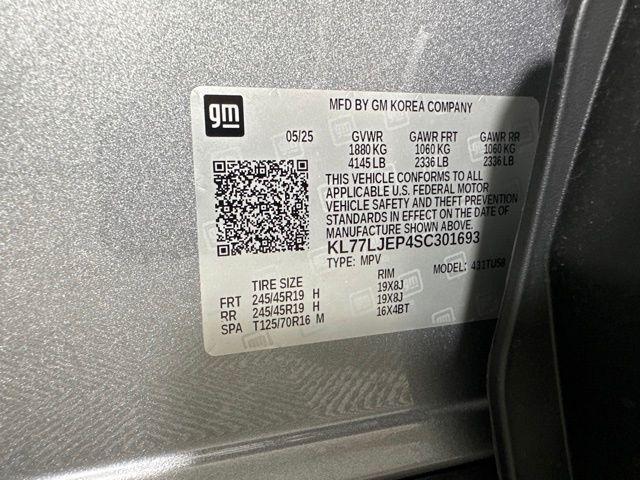 gm
MFD BY GM KOREA COMPANY
05/25 GVWR GAWR FRT GAWR RR
1880 KG 1060 KG 1060 KG
4145 LB 2336 LB 2336 LB
THIS VEHICLE CONFORMS TO ALL
APPLICABLE U.S. FEDERAL MOTOR
VEHICLE SAFETY AND THEFT PREVENTION
STANDARDS IN EFFECT ON THE DATE OF
MANUFACTURE SHOWN ABOVE.
KL77LJEP4SC301693
TYPE: MPV MODEL: 431TU58
TIRE SIZE RIM
FRT 245/45R19 H 19X8J
RR 245/45R19 H 19X8J
SPA T125/70R16 M 16X4BT